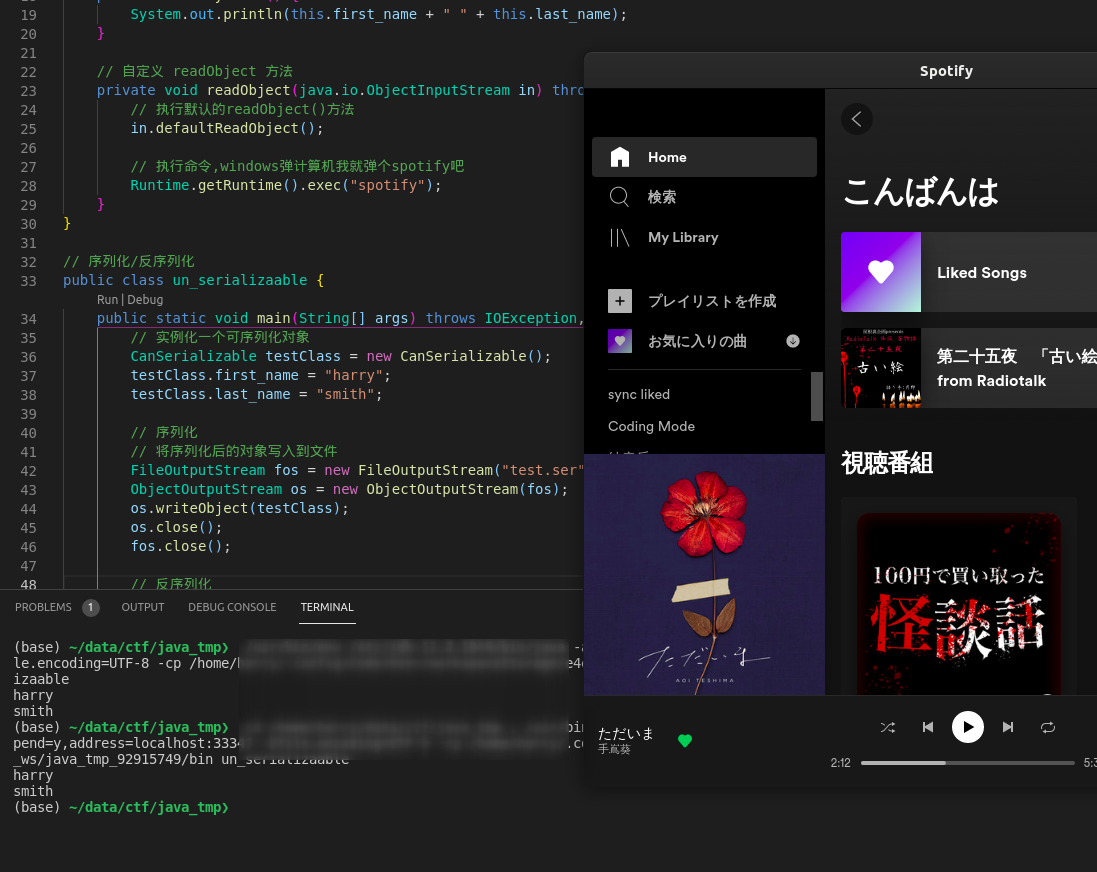 19 System.out.println(this.first_name + " " + this.last_name);
20 }
21
22 // 自定义 readObject 方法
23 private void readObject(java.io.ObjectInputStream in) thro
24 // 执行默认的readObject()方法
25 in.defaultReadObject();
26
27 // 执行命令,windows弹计算机我就弹个spotify吧
28 Runtime.getRuntime().exec("spotify");
29 }
30 }
31
32 // 序列化/反序列化
33 public class un_serializaable {
Run | Debug
34 public static void main(String[] args) throws IOException,
35 // 实例化一个可序列化对象
36 CanSerializable testClass = new CanSerializable();
37 testClass.first_name = "harry";
38 testClass.last_name = "smith";
39
40 // 序列化
41 // 将序列化后的对象写入到文件
42 FileOutputStream fos = new FileOutputStream("test.ser"
43 ObjectOutputStream os = new ObjectOutputStream(fos);
44 os.writeObject(testClass);
45 os.close();
46 fos.close();
47
48 // 反序列化
PROBLEMS 1 OUTPUT DEBUG CONSOLE TERMINAL
(base) ~/data/ctf/java_tmp❯
le.encoding=UTF-8 -cp /home/
izaable
harry
smith
(base) ~/data/ctf/java_tmp❯
pend=y,address=localhost:333
_ws/java_tmp_92915749/bin un_serializaable
harry
smith
(base) ~/data/ctf/java_tmp❯
Spotify
Home
検索
My Library
プレイリストを作成
お気に入りの曲
sync liked
Coding Mode
こんばんは
Liked Songs
RadioTalk
第二十五夜
古い絵
第二十五夜 「古い絵
from Radiotalk
視聴番組
100円で買い取った
怪談話
ただいま
AOI TESHIMA
ただいま
手嶌葵
2:12
5:3